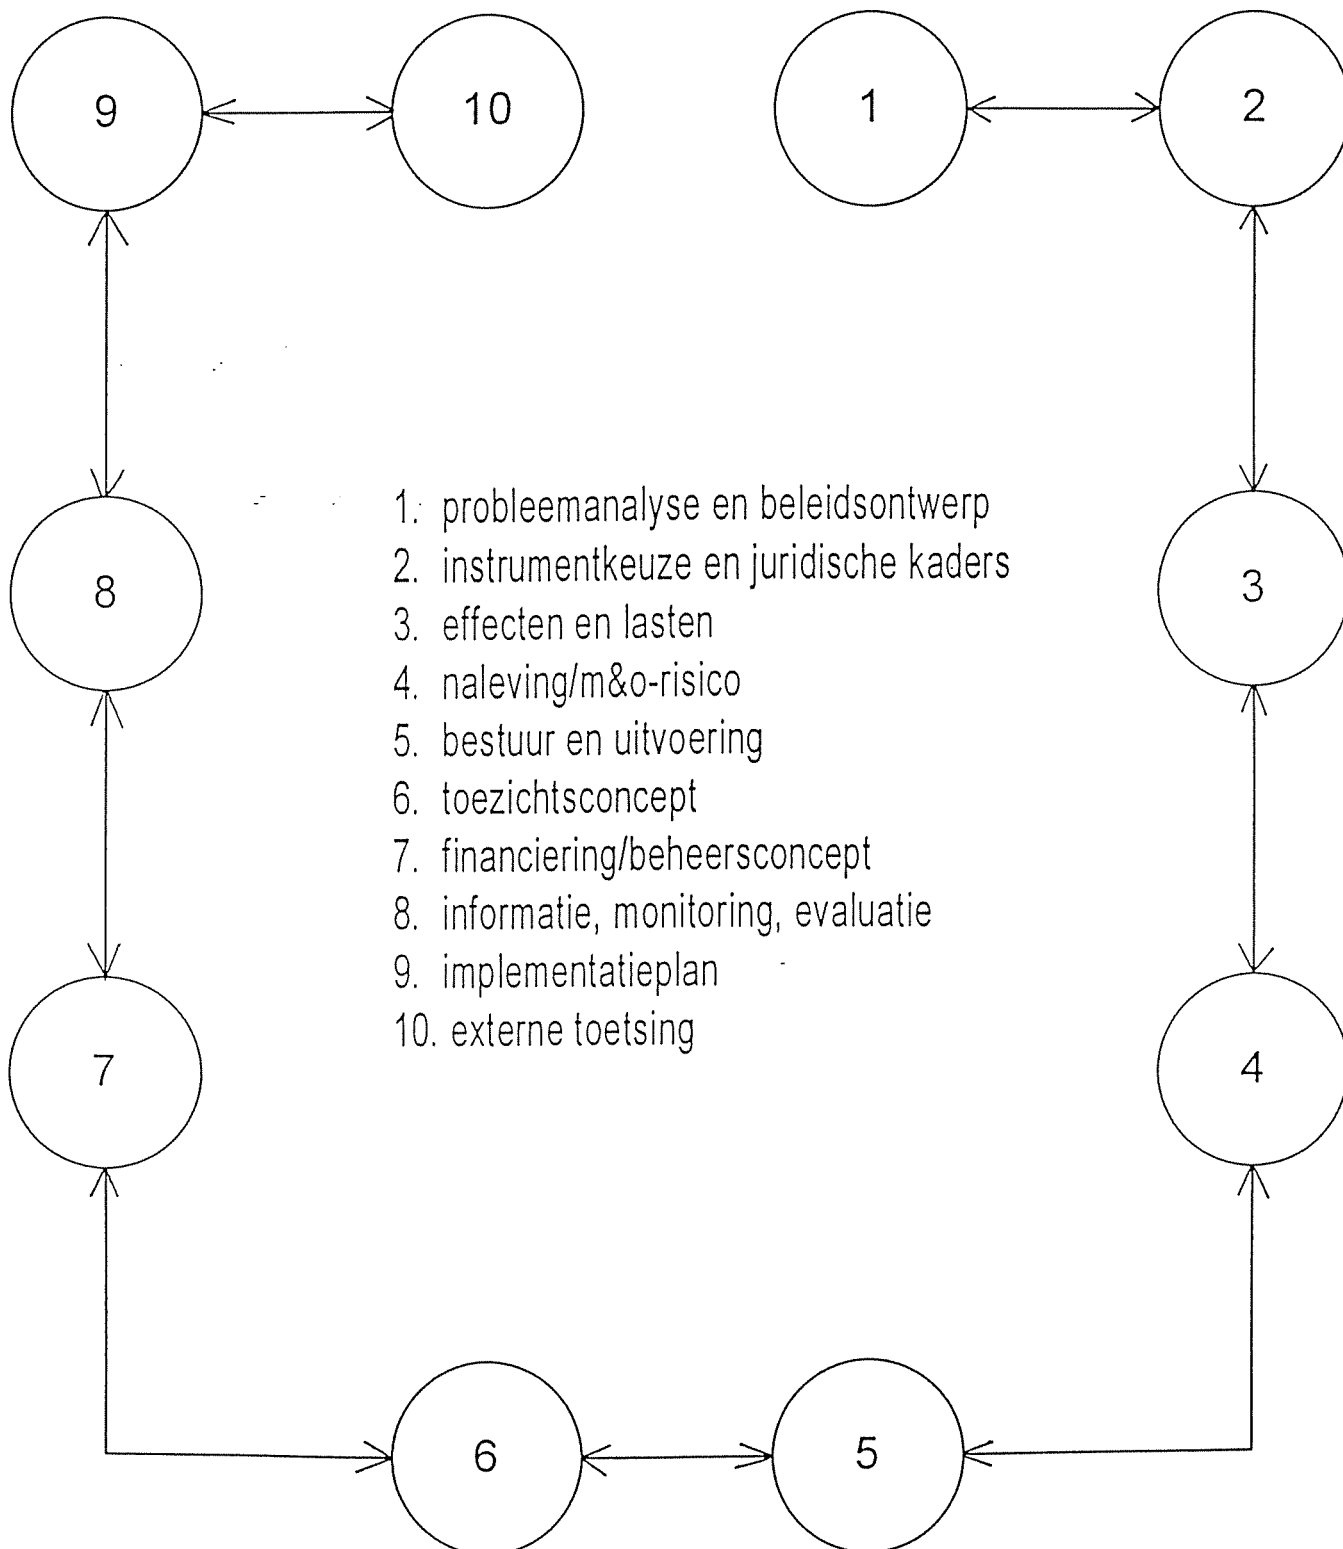 9
10
1
2
8
3
1. probleemanalyse en beleidsontwerp
2. instrumentkeuze en juridische kaders
3. effecten en lasten
4. naleving/m&o-risico
5. bestuur en uitvoering
6. toezichtsconcept
7. financiering/beheersconcept
8. informatie, monitoring, evaluatie
9. implementatieplan
10. externe toetsing
7
4
6
5